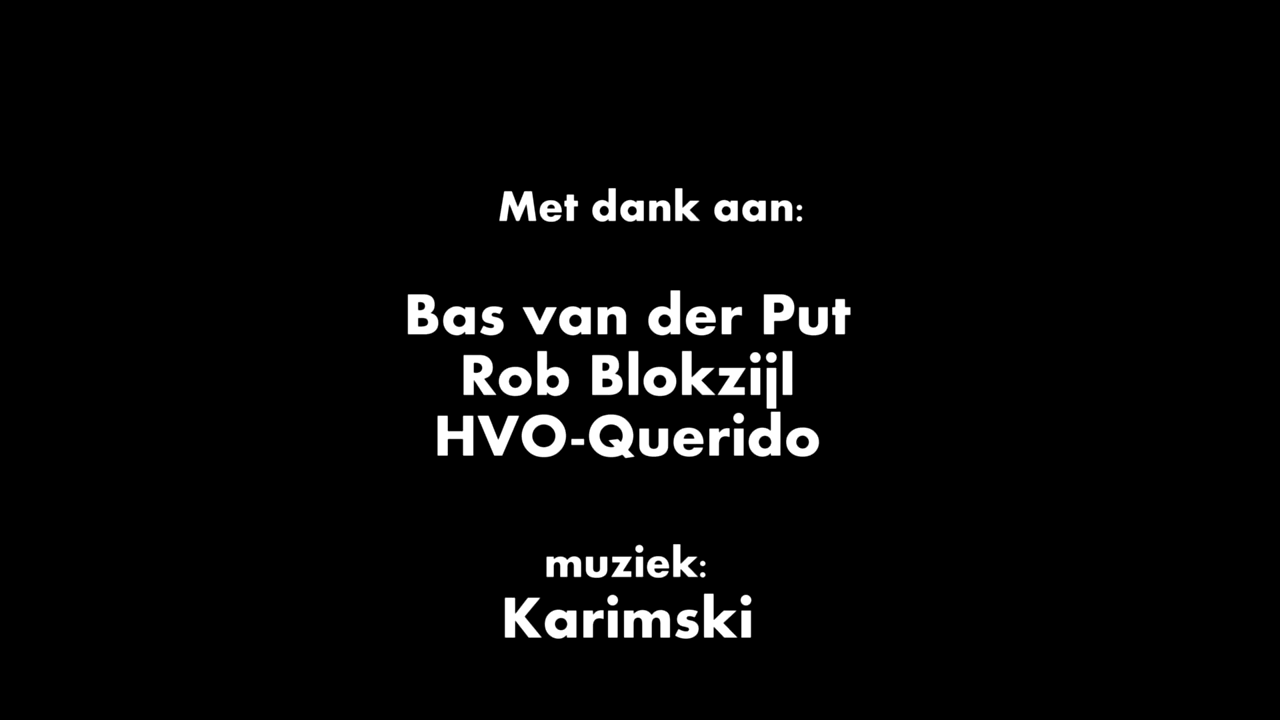 Met dank aan:
Bas van der Put
Rob Blokzijl
HVO-Querido
muziek:
Karimski